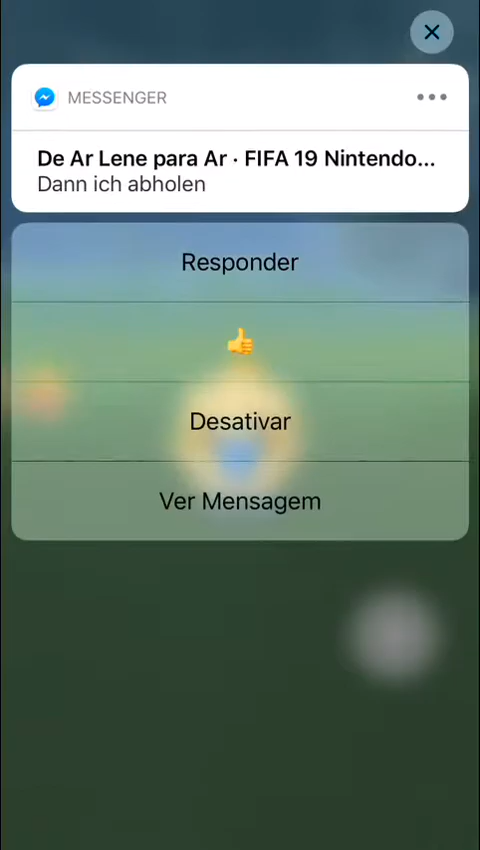 MESSENGER
De Ar Lene para Ar · FIFA 19 Nintendo...
Dann ich abholen
Responder
👍
Desativar
Ver Mensagem